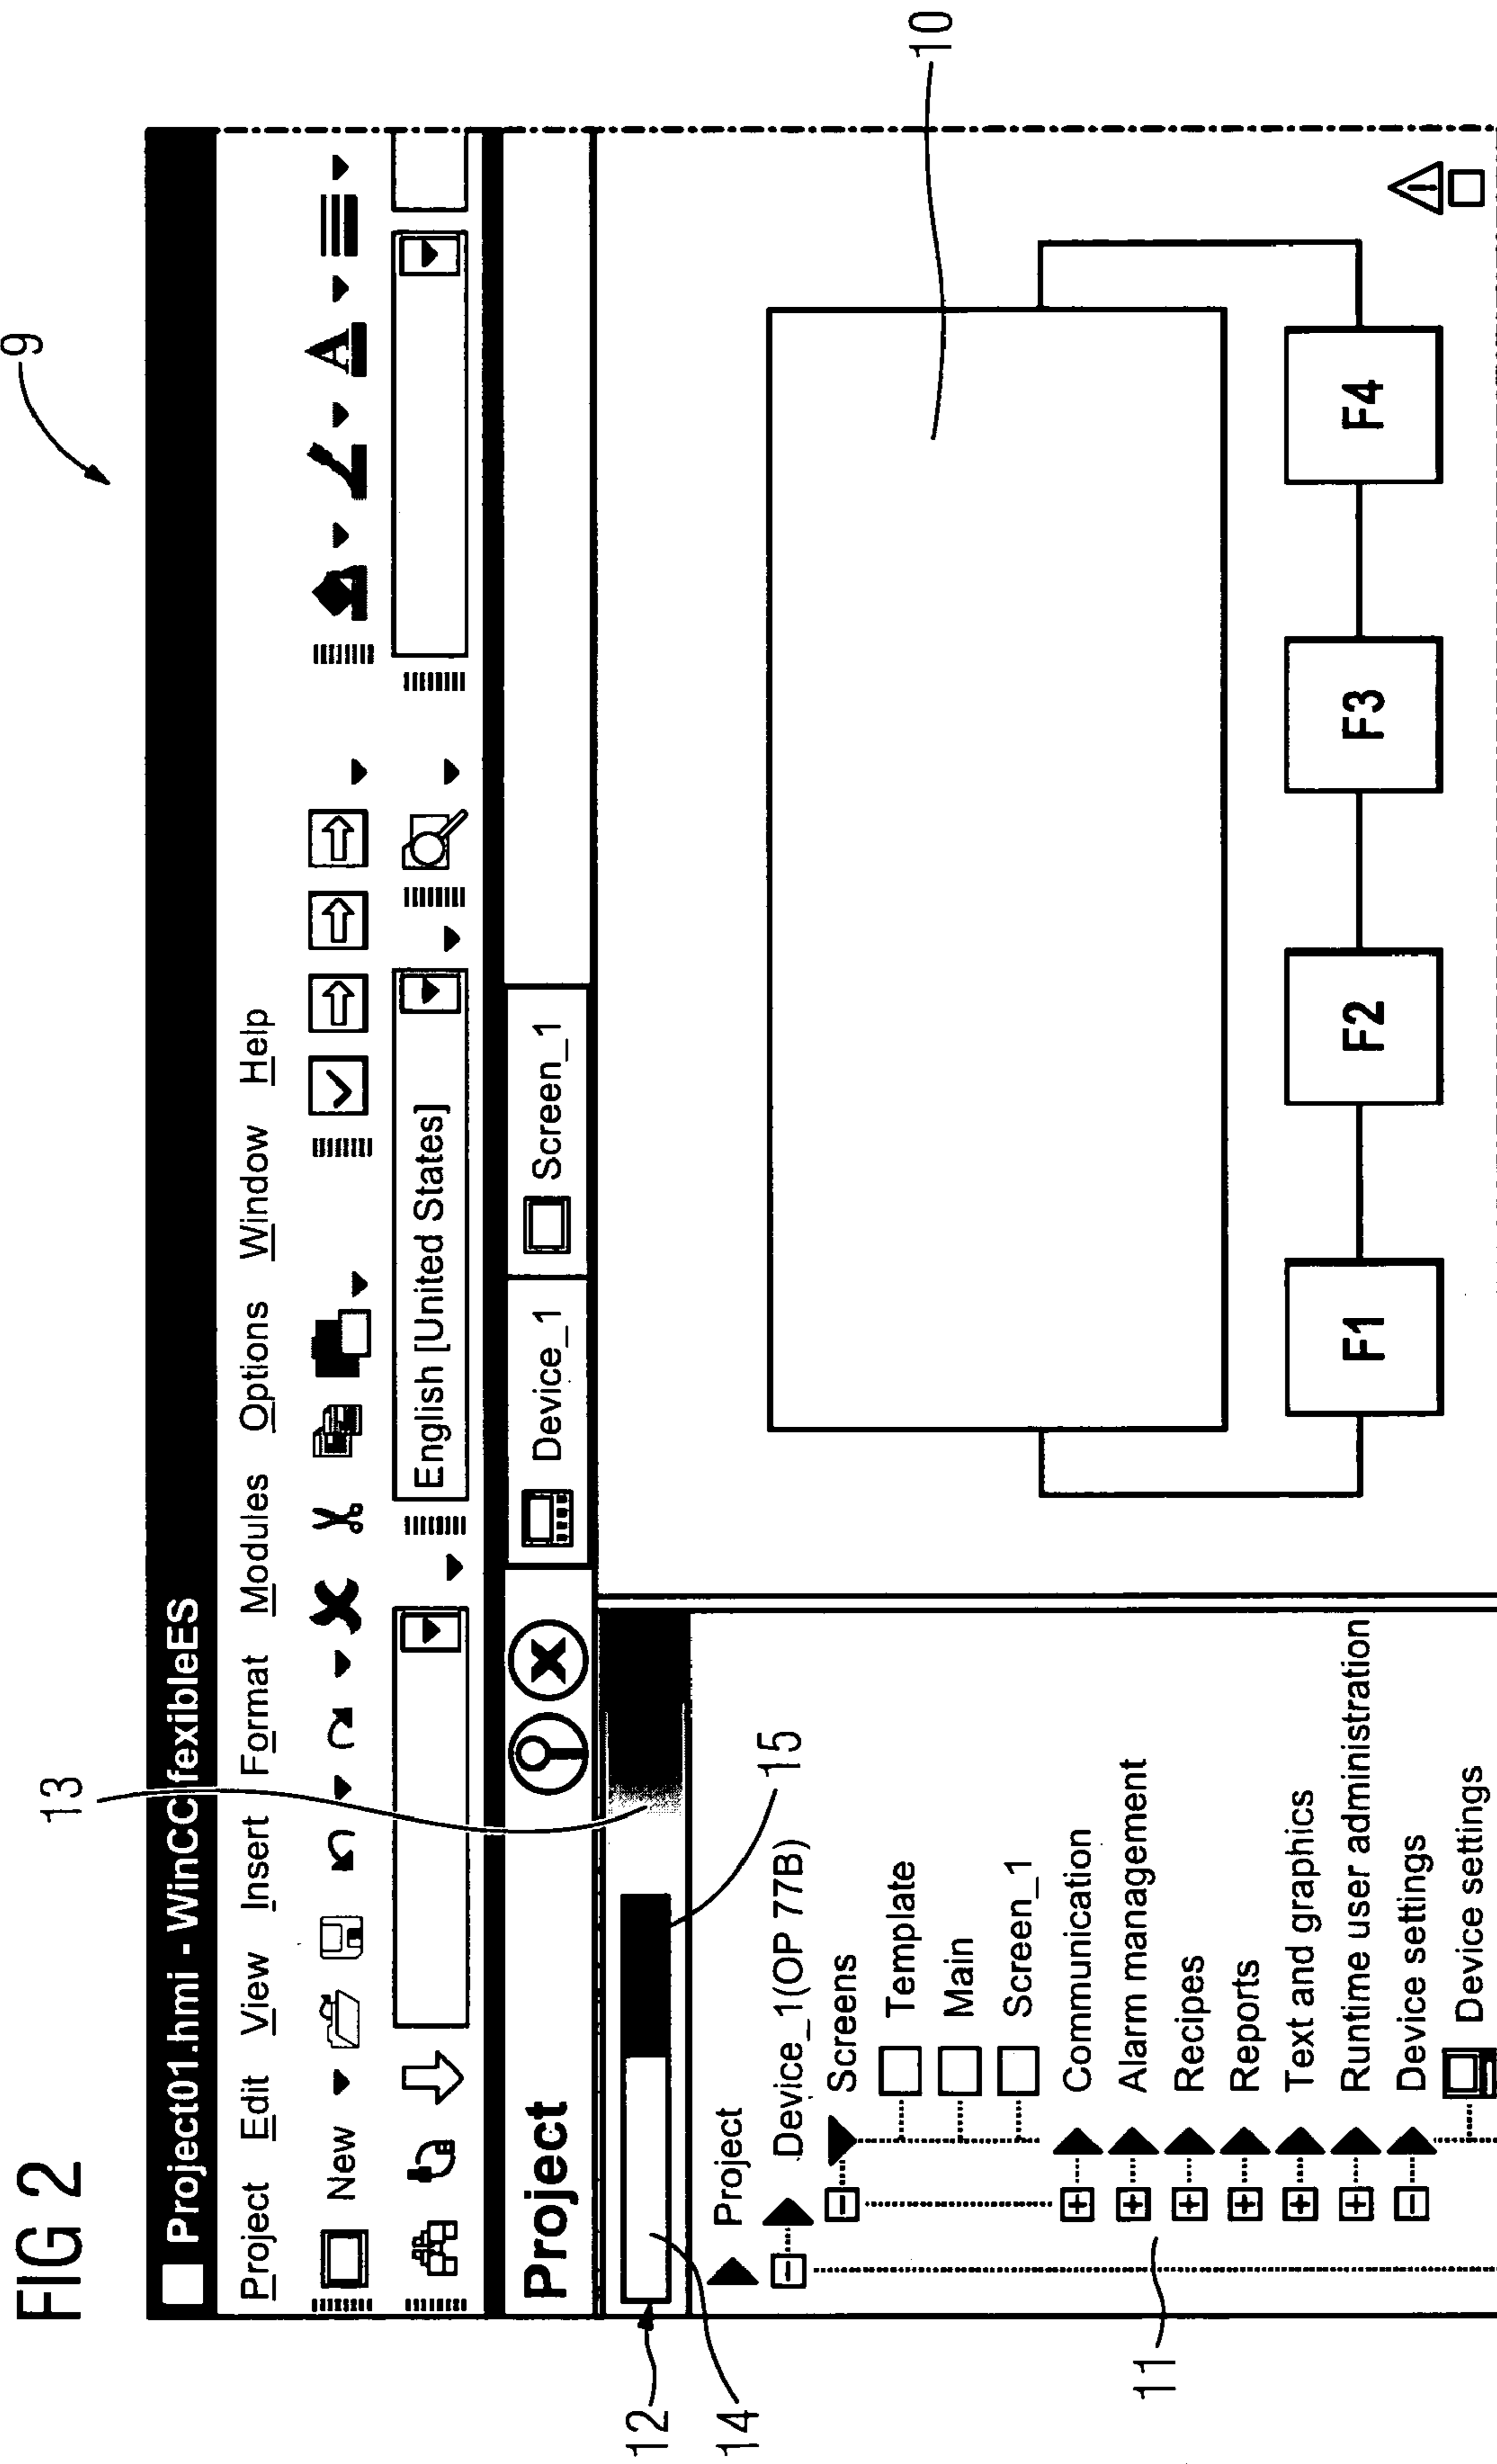 FIG 2
9
Project01.hmi - WinCC fexibleES
Project Edit View Insert Format Modules Options Window Help
New
A
English [United States]
Project
Device_1
Screen_1
13
12
14
15
10
11
Project
Device_1(OP 77B)
Screens
Template
Main
Screen_1
Communication
Alarm management
Recipes
Reports
Text and graphics
Runtime user administration
Device settings
Device settings
F1
F2
F3
F4